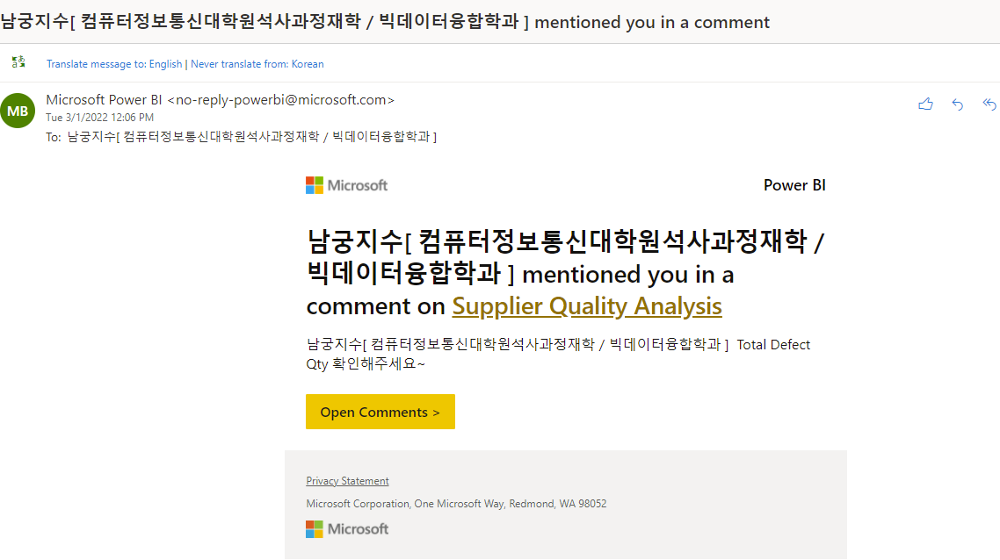 남궁지수[ 컴퓨터정보통신대학원석사과정재학 / 빅데이터융합학과 ] mentioned you in a comment
Translate message to: English | Never translate from: Korean
MB
Microsoft Power BI <no-reply-powerbi@microsoft.com>
Tue 3/1/2022 12:06 PM
To: 남궁지수[ 컴퓨터정보통신대학원석사과정재학 / 빅데이터융합학과 ]
Microsoft
Power BI
남궁지수[ 컴퓨터정보통신대학원석사과정재학 /
빅데이터융합학과 ] mentioned you in a
comment on Supplier Quality Analysis
남궁지수[ 컴퓨터정보통신대학원석사과정재학 / 빅데이터융합학과 ] Total Defect
Qty 확인해주세요~
Open Comments >
Privacy Statement
Microsoft Corporation, One Microsoft Way, Redmond, WA 98052
Microsoft